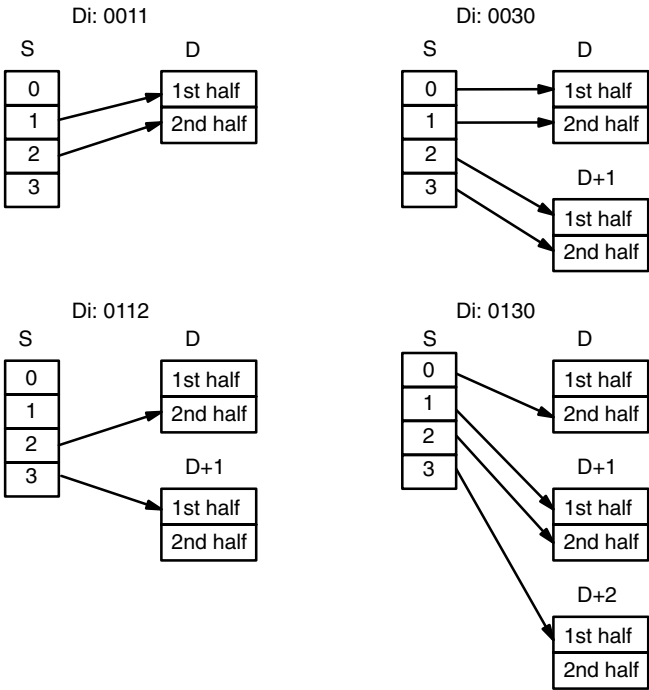 Di: 0011
S
D
0
1
2
3
1st half
2nd half
Di: 0030
S
D
0
1
2
3
1st half
2nd half
D+1
1st half
2nd half
Di: 0112
S
D
0
1
2
3
1st half
2nd half
D+1
1st half
2nd half
Di: 0130
S
D
0
1
2
3
1st half
2nd half
D+1
1st half
2nd half
D+2
1st half
2nd half